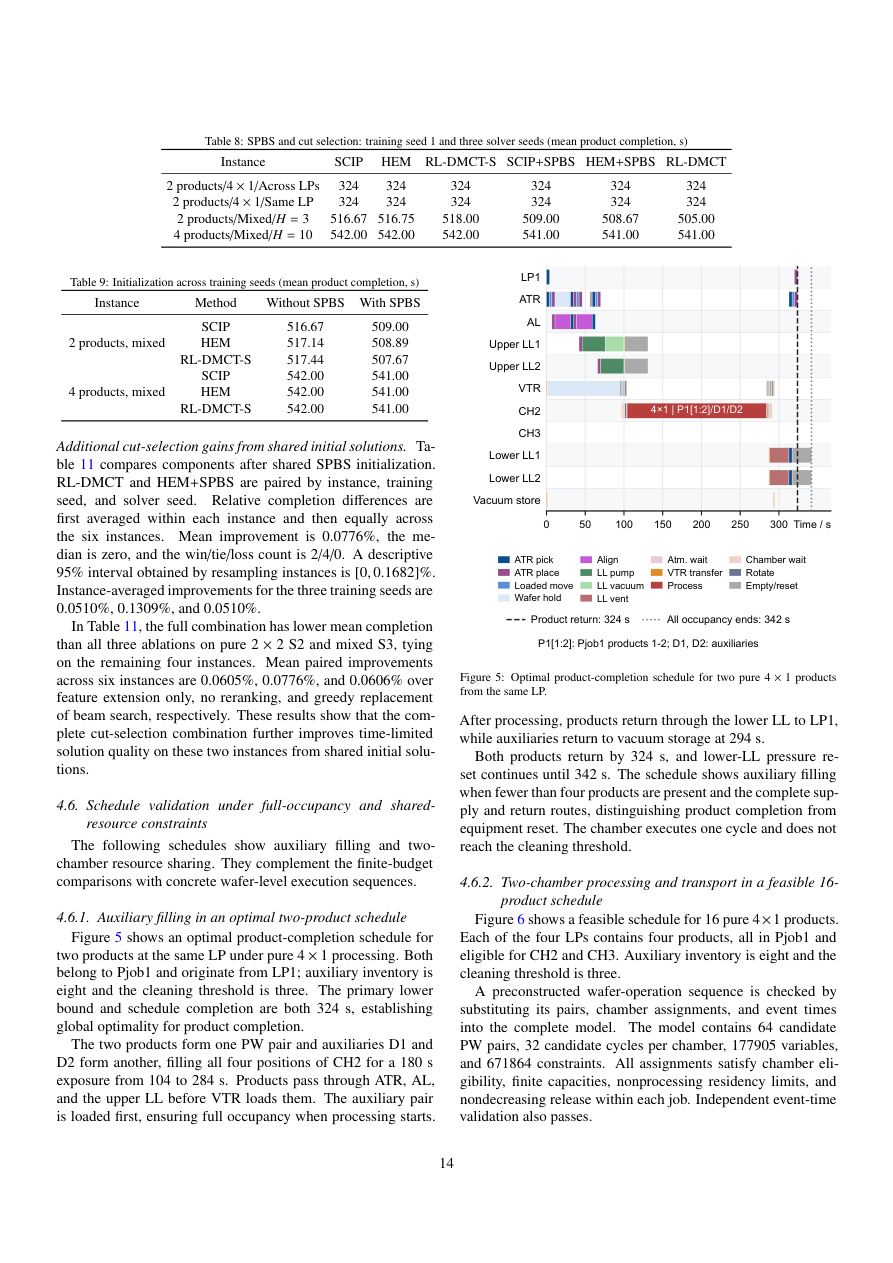 Table 8: SPBS and cut selection: training seed 1 and three solver seeds (mean product completion, s)
Instance SCIP HEM RL-DMCT-S SCIP+SPBS HEM+SPBS RL-DMCT
2 products/4 × 1/Across LPs 324 324 324 324 324 324
2 products/4 × 1/Same LP 324 324 324 324 324 324
2 products/Mixed/H = 3 516.67 516.75 518.00 509.00 508.67 505.00
4 products/Mixed/H = 10 542.00 542.00 542.00 541.00 541.00 541.00
Table 9: Initialization across training seeds (mean product completion, s)
Instance Method Without SPBS With SPBS
SCIP 516.67 509.00
2 products, mixed HEM 517.14 508.89
RL-DMCT-S 517.44 507.67
SCIP 542.00 541.00
4 products, mixed HEM 542.00 541.00
RL-DMCT-S 542.00 541.00
Additional cut-selection gains from shared initial solutions. Ta-
ble 11 compares components after shared SPBS initialization.
RL-DMCT and HEM+SPBS are paired by instance, training
seed, and solver seed. Relative completion differences are
first averaged within each instance and then equally across
the six instances. Mean improvement is 0.0776%, the me-
dian is zero, and the win/tie/loss count is 2/4/0. A descriptive
95% interval obtained by resampling instances is [0, 0.1682]%.
Instance-averaged improvements for the three training seeds are
0.0510%, 0.1309%, and 0.0510%.
In Table 11, the full combination has lower mean completion
than all three ablations on pure 2 × 2 S2 and mixed S3, tying
on the remaining four instances. Mean paired improvements
across six instances are 0.0605%, 0.0776%, and 0.0606% over
feature extension only, no reranking, and greedy replacement
of beam search, respectively. These results show that the com-
plete cut-selection combination further improves time-limited
solution quality on these two instances from shared initial solu-
tions.
4.6. Schedule validation under full-occupancy and shared-
resource constraints
The following schedules show auxiliary filling and two-
chamber resource sharing. They complement the finite-budget
comparisons with concrete wafer-level execution sequences.
4.6.1. Auxiliary filling in an optimal two-product schedule
Figure 5 shows an optimal product-completion schedule for
two products at the same LP under pure 4 × 1 processing. Both
belong to Pjob1 and originate from LP1; auxiliary inventory is
eight and the cleaning threshold is three. The primary lower
bound and schedule completion are both 324 s, establishing
global optimality for product completion.
The two products form one PW pair and auxiliaries D1 and
D2 form another, filling all four positions of CH2 for a 180 s
exposure from 104 to 284 s. Products pass through ATR, AL,
and the upper LL before VTR loads them. The auxiliary pair
is loaded first, ensuring full occupancy when processing starts.
LP1
ATR
AL
Upper LL1
Upper LL2
VTR
CH2
4×1 | P1[1:2]/D1/D2
CH3
Lower LL1
Lower LL2
Vacuum store
0 50 100 150 200 250 300 Time / s
ATR pick Align Atm. wait Chamber wait
ATR place LL pump VTR transfer Rotate
Loaded move LL vacuum Process Empty/reset
Wafer hold LL vent
Product return: 324 s All occupancy ends: 342 s
P1[1:2]: Pjob1 products 1-2; D1, D2: auxiliaries
Figure 5: Optimal product-completion schedule for two pure 4 × 1 products
from the same LP.
After processing, products return through the lower LL to LP1,
while auxiliaries return to vacuum storage at 294 s.
Both products return by 324 s, and lower-LL pressure re-
set continues until 342 s. The schedule shows auxiliary filling
when fewer than four products are present and the complete sup-
ply and return routes, distinguishing product completion from
equipment reset. The chamber executes one cycle and does not
reach the cleaning threshold.
4.6.2. Two-chamber processing and transport in a feasible 16-
product schedule
Figure 6 shows a feasible schedule for 16 pure 4×1 products.
Each of the four LPs contains four products, all in Pjob1 and
eligible for CH2 and CH3. Auxiliary inventory is eight and the
cleaning threshold is three.
A preconstructed wafer-operation sequence is checked by
substituting its pairs, chamber assignments, and event times
into the complete model. The model contains 64 candidate
PW pairs, 32 candidate cycles per chamber, 177905 variables,
and 671864 constraints. All assignments satisfy chamber eli-
gibility, finite capacities, nonprocessing residency limits, and
nondecreasing release within each job. Independent event-time
validation also passes.
14